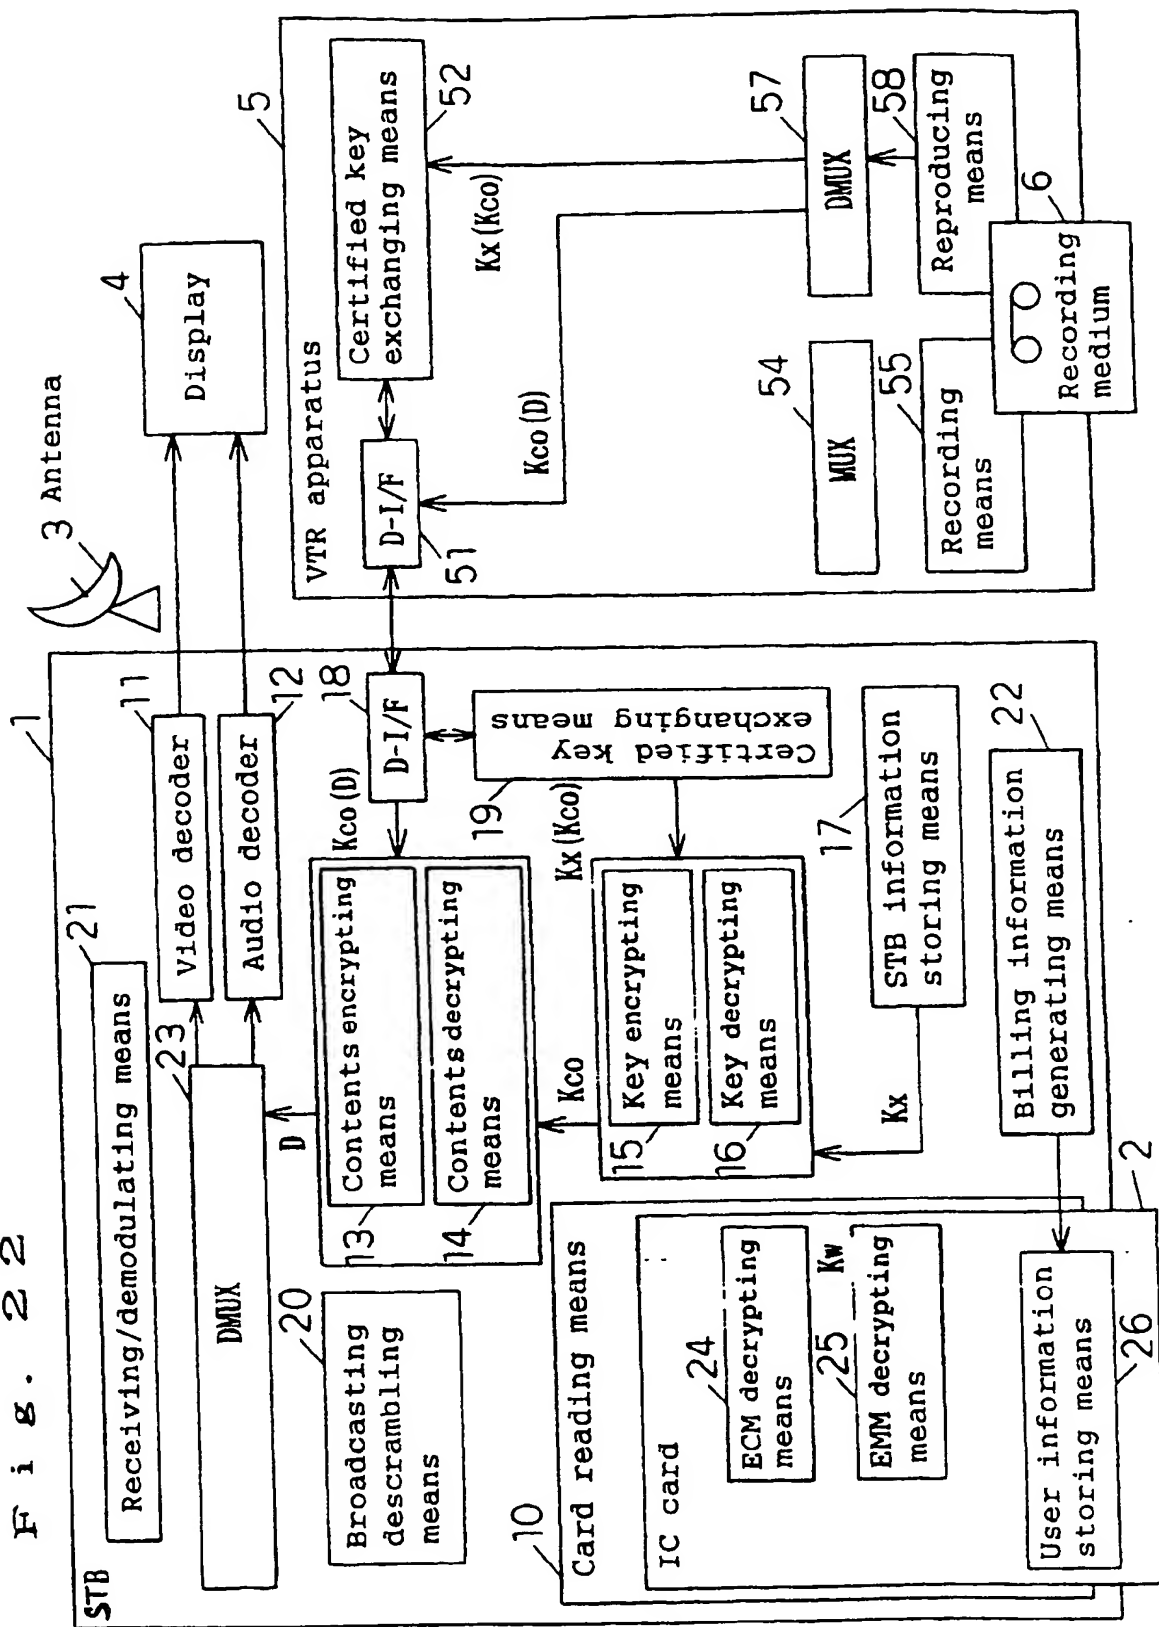 Fig. 22
STB
1
Receiving/demodulating means
21
DMUX
23
Video decoder
11
Audio decoder
12
3 Antenna
Display
4
Broadcasting
descrambling
means
20
D
Contents encrypting
means
13
Contents decrypting
means
14
Kco(D)
D-I/F
18
Certified key
exchanging means
19
Kx(Kco)
Kco
Key encrypting
means
15
Key decrypting
means
16
Kx
STB information
storing means
17
Billing information
generating means
22
Card reading means
10
IC card
2
ECM decrypting
means
24
Kw
EMM decrypting
means
25
User information
storing means
26
VTR apparatus
5
D-I/F
51
Certified key
exchanging means
52
Kx(Kco)
Kco(D)
MUX
54
DMUX
57
Recording
means
55
Reproducing
means
58
Recording
medium
6